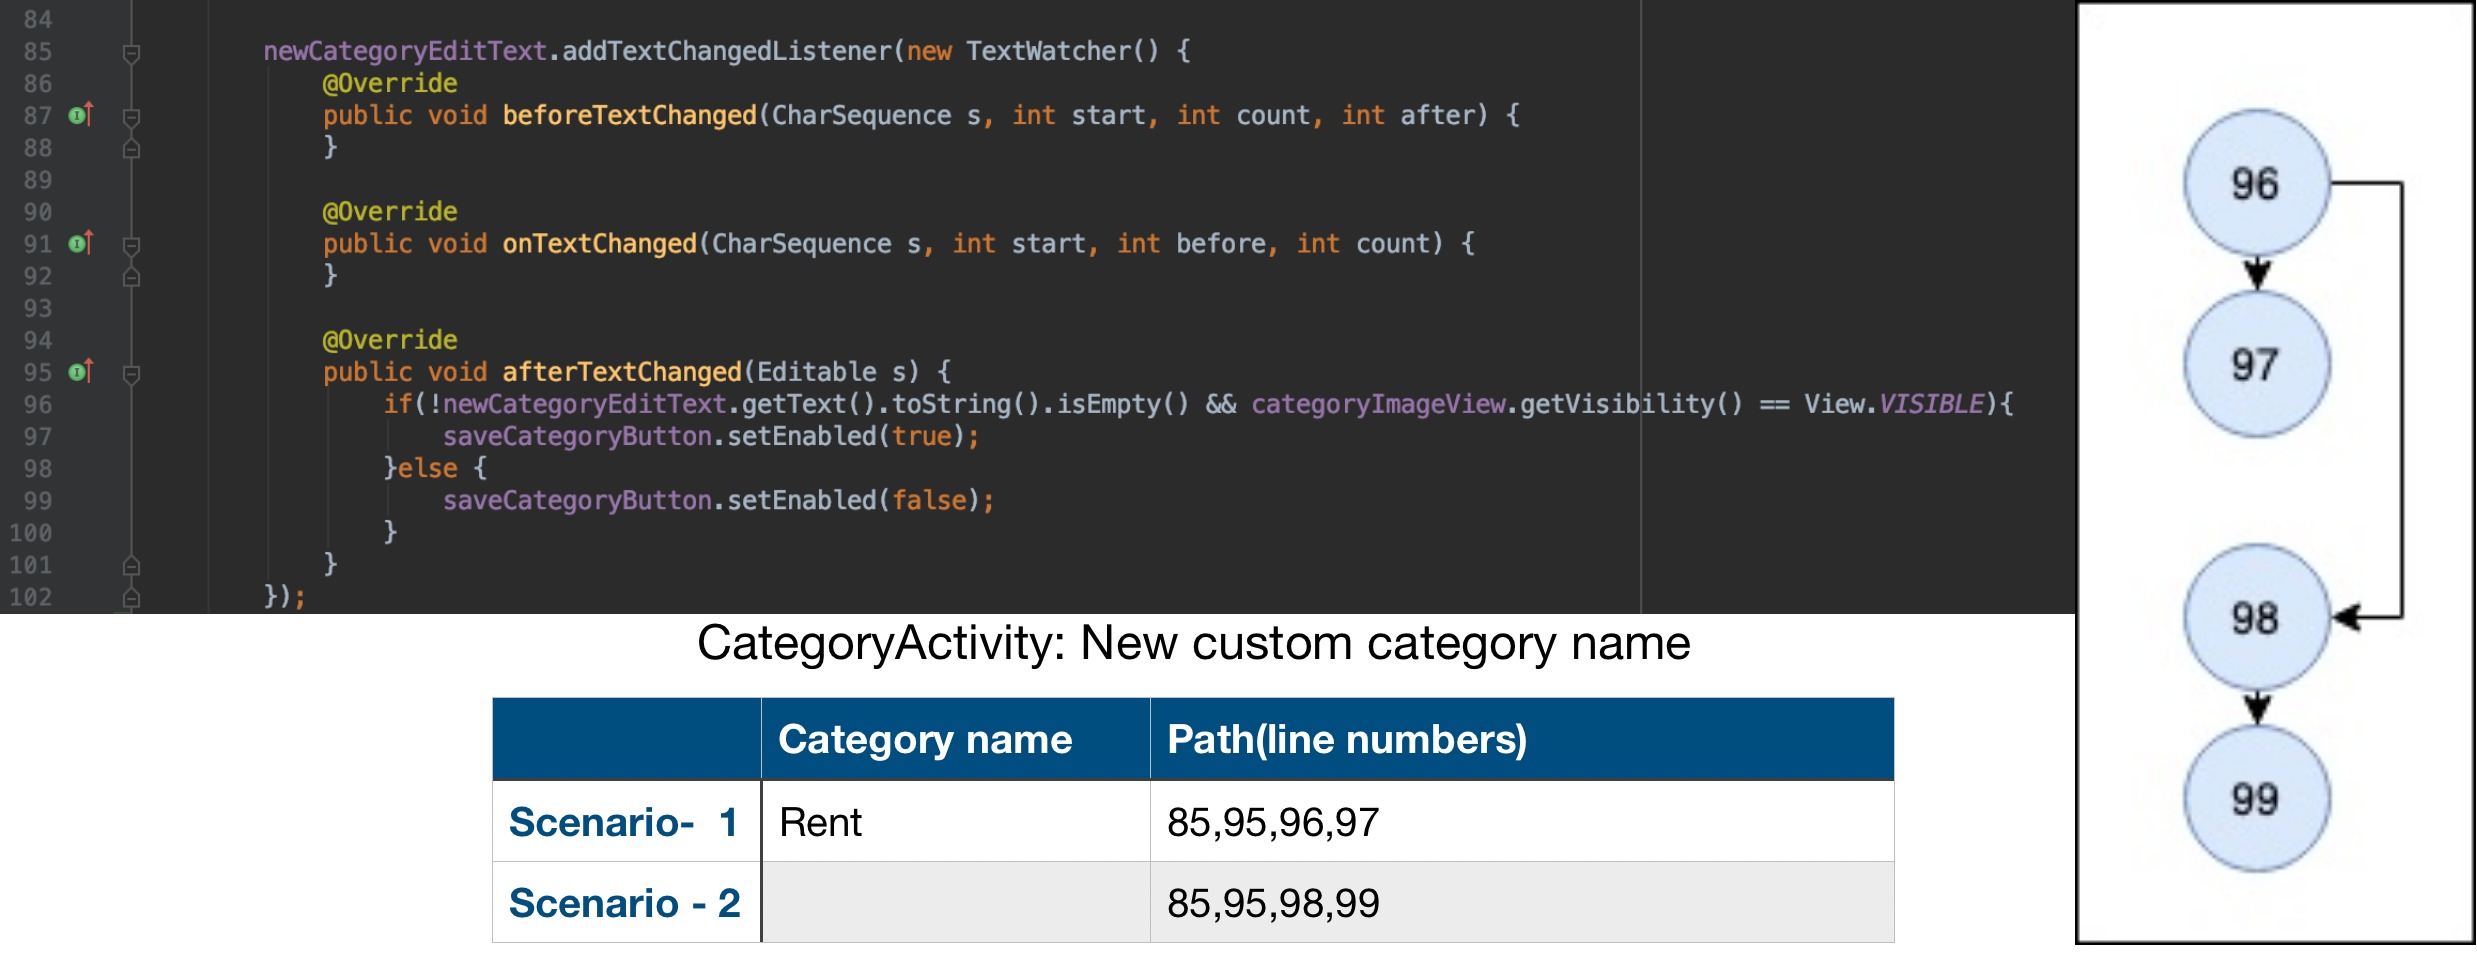 84
85 newCategoryEditText.addTextChangedListener(new TextWatcher() {
86 @Override
87 public void beforeTextChanged(CharSequence s, int start, int count, int after) {
88 }
89
90 @Override
91 public void onTextChanged(CharSequence s, int start, int before, int count) {
92 }
93
94 @Override
95 public void afterTextChanged(Editable s) {
96 if(!newCategoryEditText.getText().toString().isEmpty() && categoryImageView.getVisibility() == View.VISIBLE){
97 saveCategoryButton.setEnabled(true);
98 }else {
99 saveCategoryButton.setEnabled(false);
100 }
101 }
102 });
CategoryActivity: New custom category name
Category name Path(line numbers)
Scenario- 1 Rent 85,95,96,97
Scenario - 2 85,95,98,99
96
97
98
99